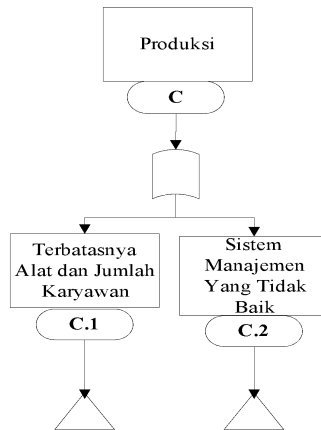 Produksi
C
Terbatasnya
Alat dan Jumlah
Karyawan
C.1
Sistem
Manajemen
Yang Tidak
Baik
C.2